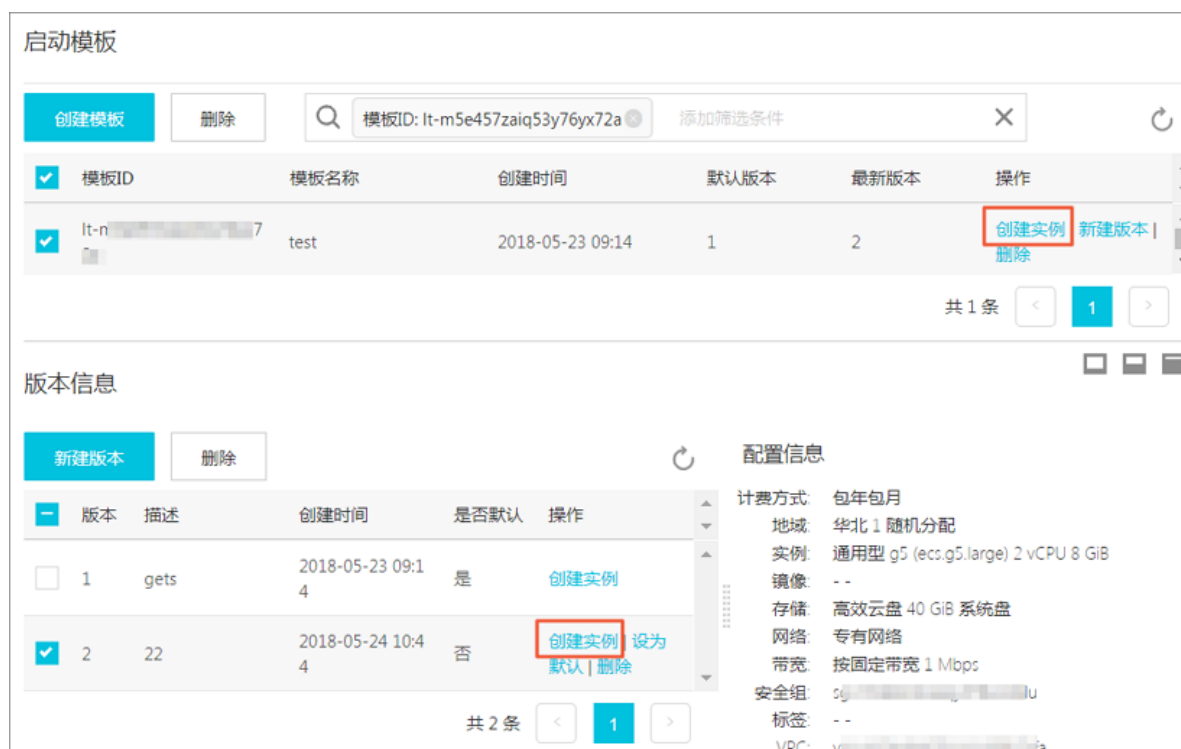 启动模板
创建模板 删除 模板ID: lt-m5e457zaiq53y76yx72a 添加筛选条件
模板ID 模板名称 创建时间 默认版本 最新版本 操作
lt-m 7 test 2018-05-23 09:14 1 2 创建实例 新建版本 |
删除
共 1 条 < 1 >
版本信息
新建版本 删除
版本 描述 创建时间 是否默认 操作
1 gets 2018-05-23 09:1
4 是 创建实例
2 22 2018-05-24 10:4
4 否 创建实例 | 设为
默认 | 删除
共 2 条 < 1 >
配置信息
计费方式: 包年包月
地域: 华北 1 随机分配
实例: 通用型 g5 (ecs.g5.large) 2 vCPU 8 GiB
镜像: - -
存储: 高效云盘 40 GiB 系统盘
网络: 专有网络
带宽: 按固定带宽 1 Mbps
安全组: sg
标签: - -
VPC: